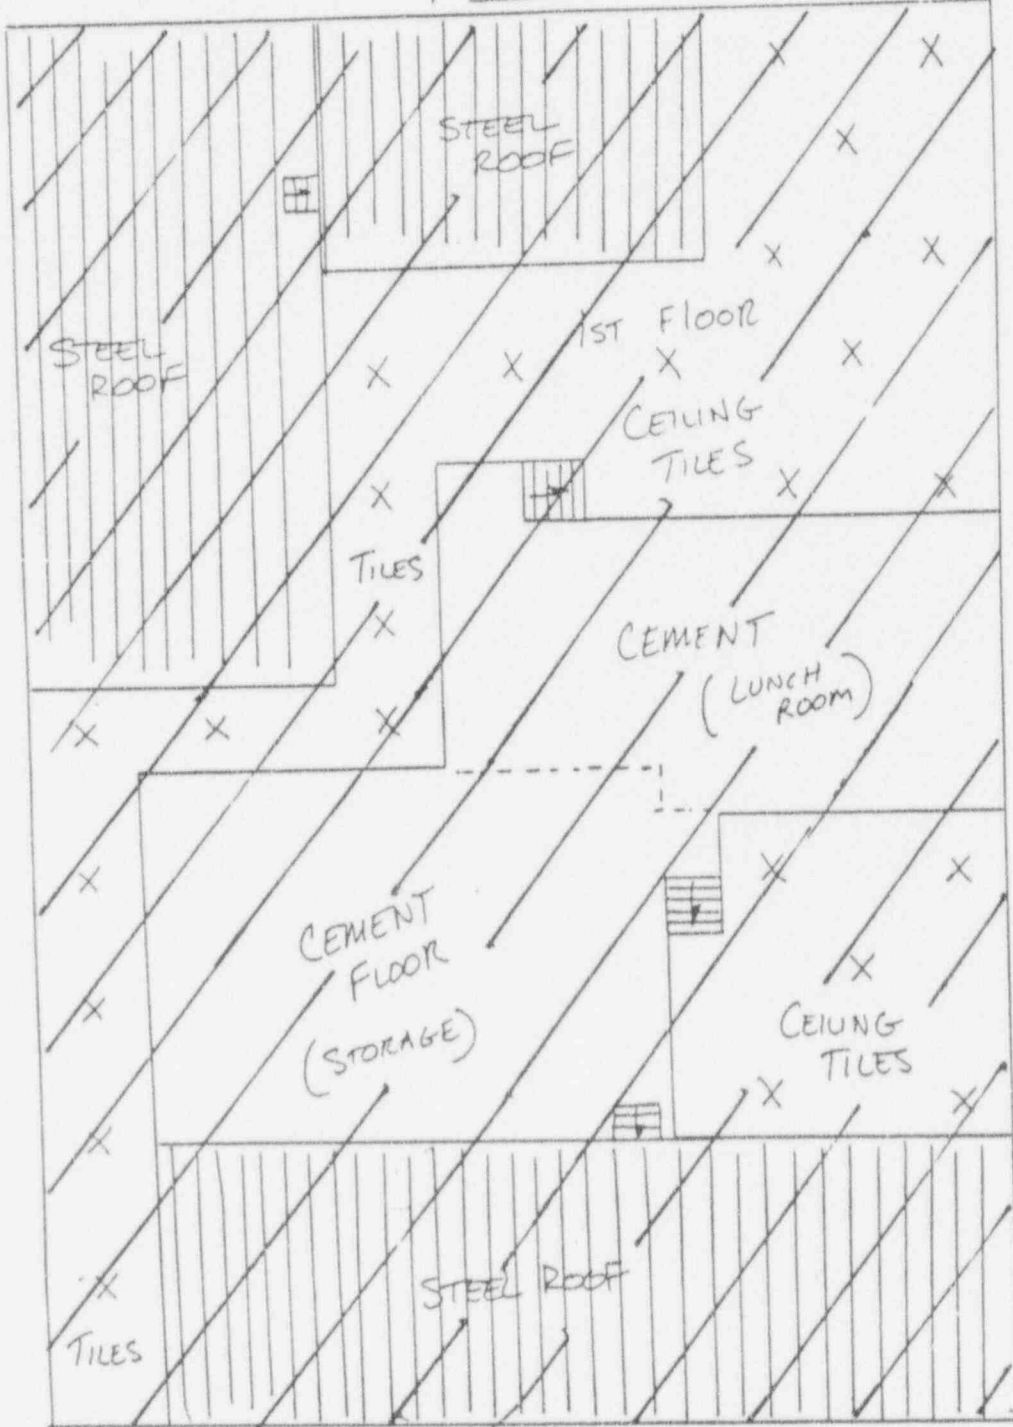 STEEL
ROOF
STEEL
ROOF
1ST FLOOR
CEILING
TILES
TILES
CEMENT
(LUNCH
ROOM)
CEMENT
FLOOR
(STORAGE)
CEILING
TILES
STEEL ROOF
TILES